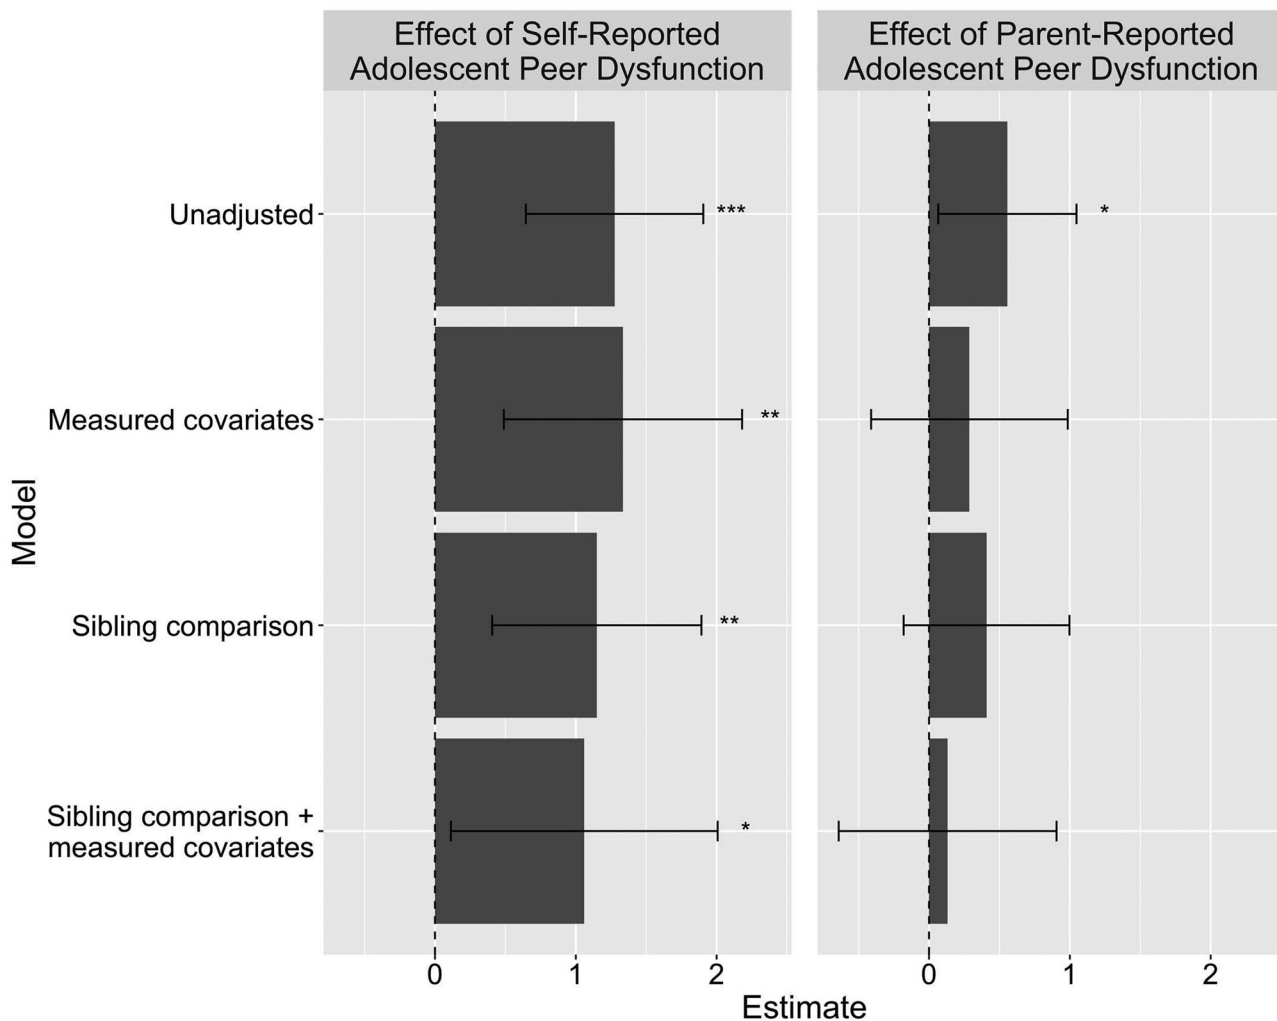 Effect of Self-Reported
Adolescent Peer Dysfunction
Effect of Parent-Reported
Adolescent Peer Dysfunction
Model
Unadjusted
***
*
Measured covariates
**
Sibling comparison
**
Sibling comparison +
measured covariates
*
0 1 2
0 1 2
Estimate